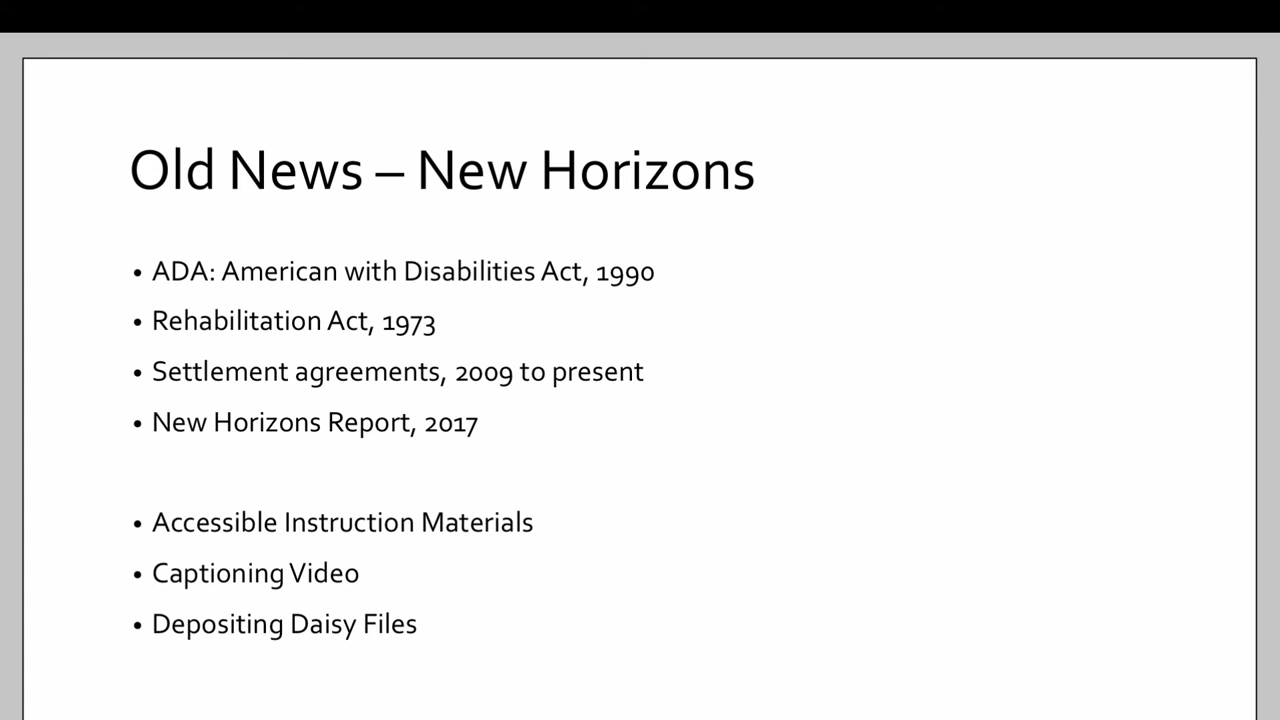 Old News – New Horizons
• ADA: American with Disabilities Act, 1990
• Rehabilitation Act, 1973
• Settlement agreements, 2009 to present
• New Horizons Report, 2017
• Accessible Instruction Materials
• Captioning Video
• Depositing Daisy Files